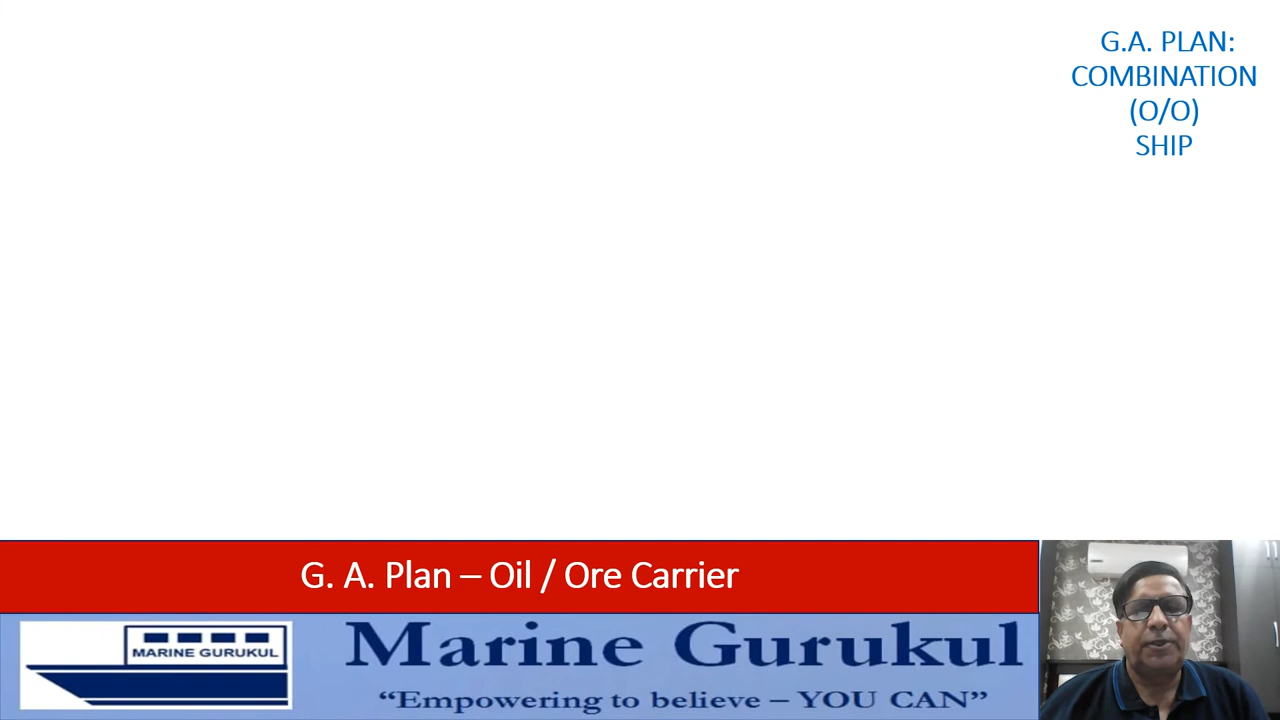 G.A. PLAN:
COMBINATION
(O/O)
SHIP
G. A. Plan – Oil / Ore Carrier
MARINE GURUKUL
Marine Gurukul
“Empowering to believe – YOU CAN”